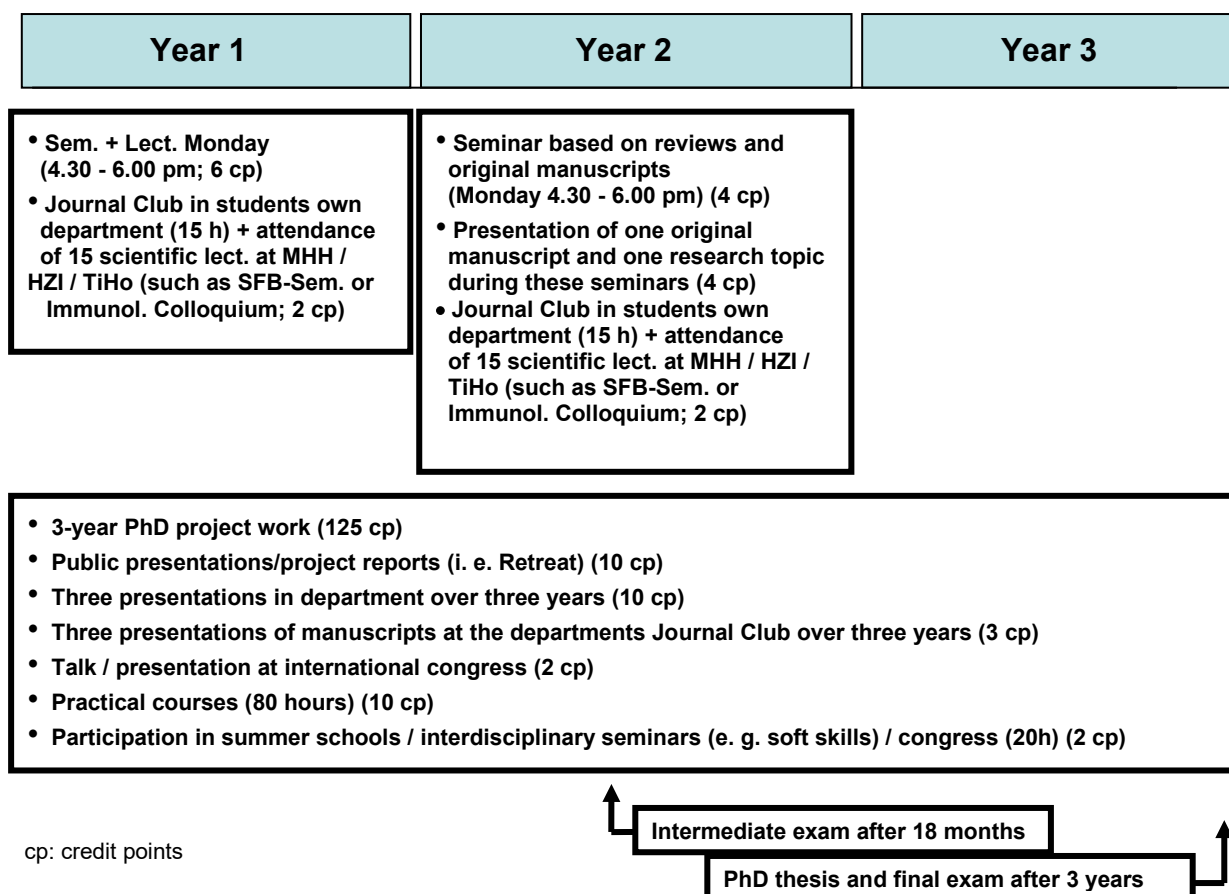 Year 1
Year 2
Year 3
• Sem. + Lect. Monday
(4.30 - 6.00 pm; 6 cp)
• Journal Club in students own
department (15 h) + attendance
of 15 scientific lect. at MHH /
HZI / TiHo (such as SFB-Sem. or
Immunol. Colloquium; 2 cp)
• Seminar based on reviews and
original manuscripts
(Monday 4.30 - 6.00 pm) (4 cp)
• Presentation of one original
manuscript and one research topic
during these seminars (4 cp)
• Journal Club in students own
department (15 h) + attendance
of 15 scientific lect. at MHH / HZI /
TiHo (such as SFB-Sem. or
Immunol. Colloquium; 2 cp)
• 3-year PhD project work (125 cp)
• Public presentations/project reports (i. e. Retreat) (10 cp)
• Three presentations in department over three years (10 cp)
• Three presentations of manuscripts at the departments Journal Club over three years (3 cp)
• Talk / presentation at international congress (2 cp)
• Practical courses (80 hours) (10 cp)
• Participation in summer schools / interdisciplinary seminars (e. g. soft skills) / congress (20h) (2 cp)
Intermediate exam after 18 months
cp: credit points
PhD thesis and final exam after 3 years